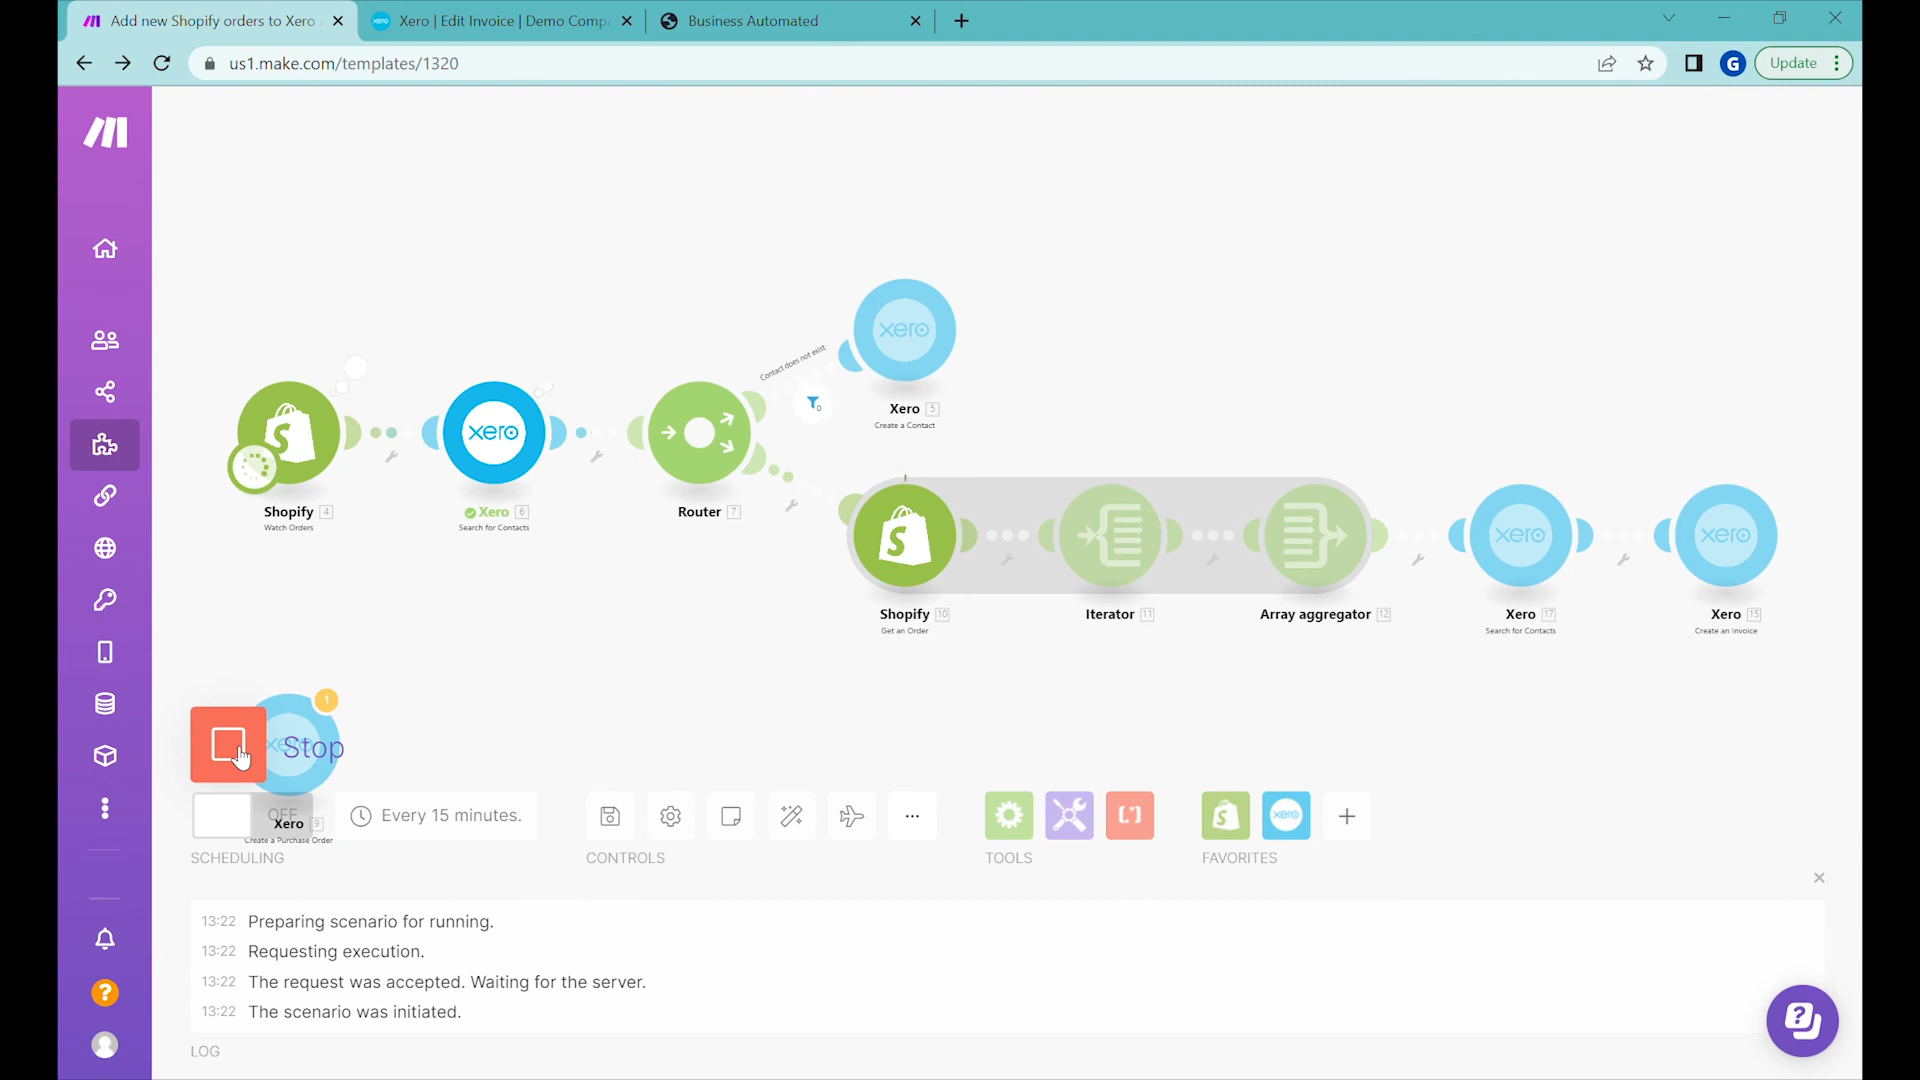 Add new Shopify orders to Xero
Xero | Edit Invoice | Demo Comp
Business Automated
us1.make.com/templates/1320
G
Update
xero
Contact does not exist
0
Xero 5
Create a Contact
xero
Shopify 4
Watch Orders
Xero 6
Search for Contacts
Router 7
xero
xero
Shopify 10
Get an Order
Iterator 11
Array aggregator 12
Xero 17
Search for Contacts
Xero 15
Create an Invoice
1
Stop
OFF
Every 15 minutes.
xero
Xero 9
Create a Purchase Order
SCHEDULING
CONTROLS
TOOLS
FAVORITES
13:22 Preparing scenario for running.
13:22 Requesting execution.
13:22 The request was accepted. Waiting for the server.
13:22 The scenario was initiated.
LOG